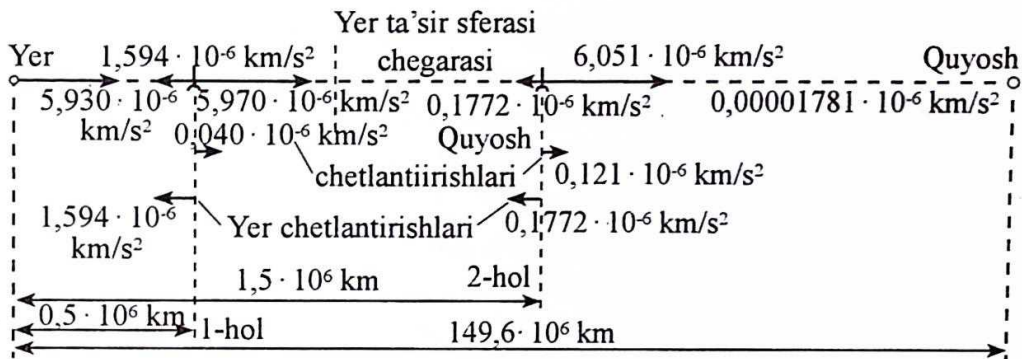 Yer ta’sir sferasi
Yer 1,594 · 10⁻⁶ km/s² chegarasi 6,051 · 10⁻⁶ km/s² Quyosh
5,930 · 10⁻⁶ 5,970 · 10⁻⁶ km/s² 0,1772 · 10⁻⁶ km/s² 0,00001781 · 10⁻⁶ km/s²
km/s² 0,040 · 10⁻⁶ km/s² Quyosh
chetlantiirishlari 0,121 · 10⁻⁶ km/s²
1,594 · 10⁻⁶ Yer chetlantirishlari 0,1772 · 10⁻⁶ km/s²
km/s²
1,5 · 10⁶ km 2-hol
0,5 · 10⁶ km 1-hol 149,6 · 10⁶ km